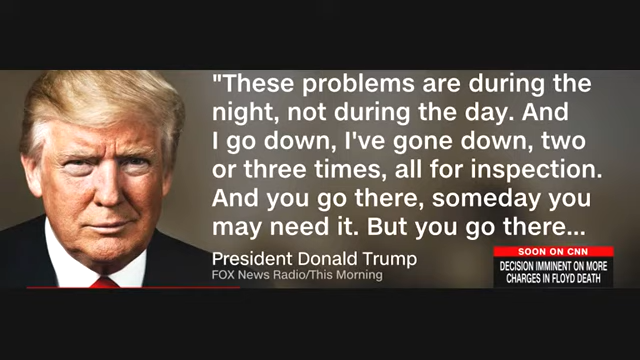 "These problems are during the
night, not during the day. And
I go down, I've gone down, two
or three times, all for inspection.
And you go there, someday you
may need it. But you go there...
President Donald Trump
FOX News Radio/This Morning
SOON ON CNN
DECISION IMMINENT ON MORE
CHARGES IN FLOYD DEATH